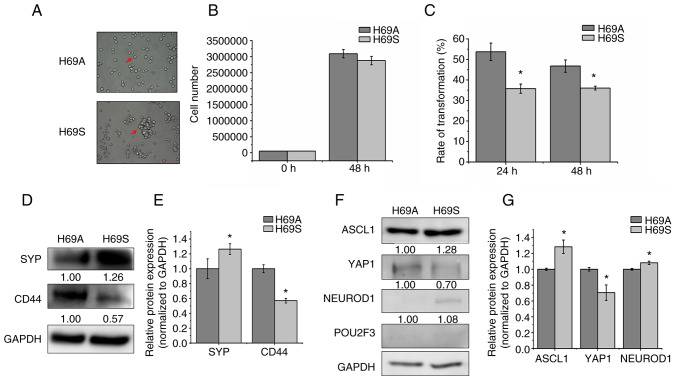 A
H69A
H69S
B
H69A
H69S
Cell number
3500000
3000000
3500000
2000000
1500000
1000000
5000000
0
0 h
48 h
C
H69A
H69S
Rate of transformation (%)
60
50
40
30
20
10
0
*
*
24 h
48 h
D
H69A
H69S
SYP
1.00
1.26
CD44
1.00
0.57
GAPDH
E
H69A
H69S
Relative protein expression
(normalized to GAPDH)
1.4
1.2
1.0
0.8
0.6
0.4
0.2
0
*
*
SYP
CD44
F
H69A
H69S
ASCL1
1.00
1.28
YAP1
1.00
0.70
NEUROD1
1.00
1.08
POU2F3
GAPDH
G
H69A
H69S
Relative protein expression
(normalized to GAPDH)
1.4
1.2
1.0
0.8
0.6
0.4
0.2
0
*
*
*
ASCL1
YAP1
NEUROD1